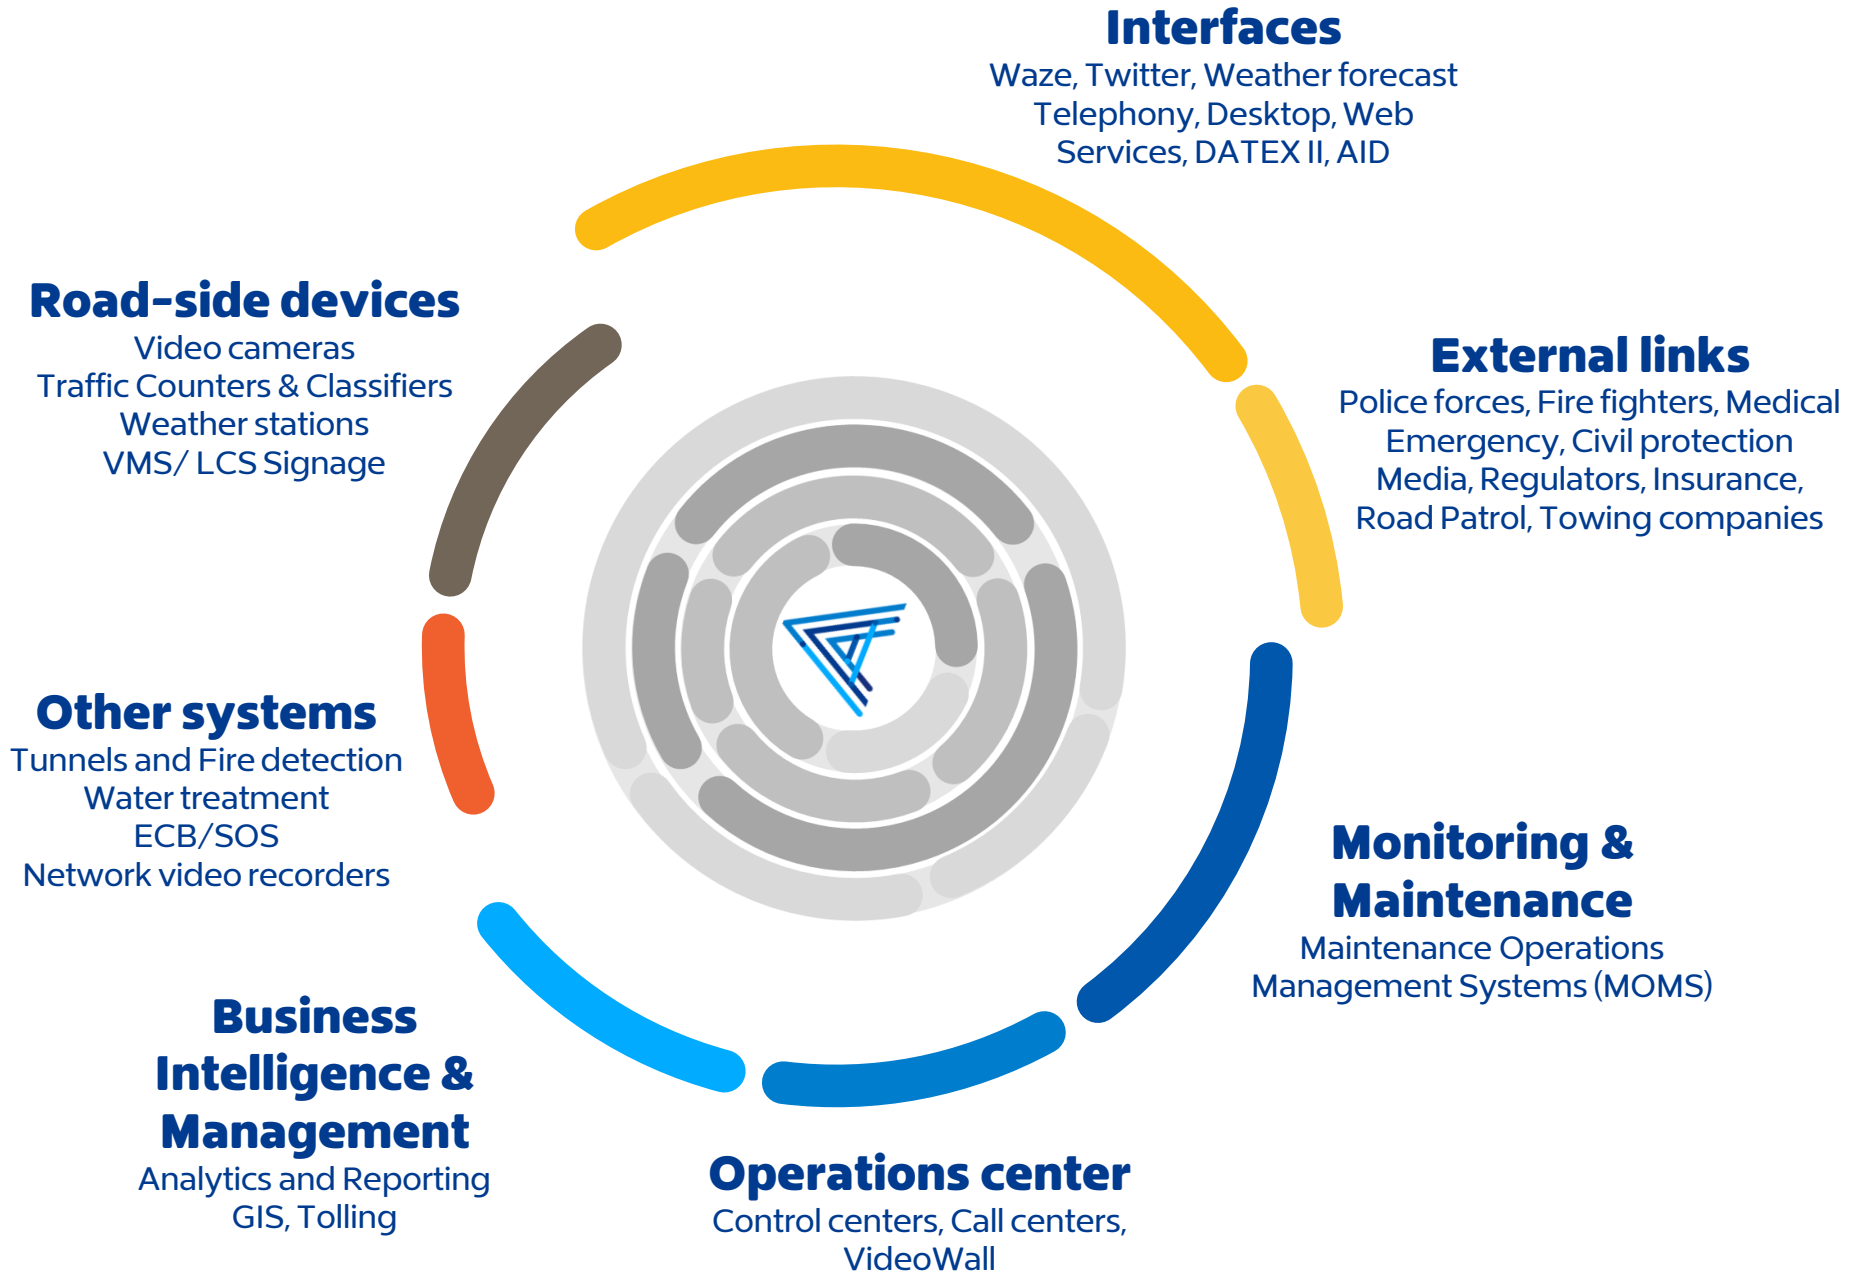 Interfaces
Waze, Twitter, Weather forecast
Telephony, Desktop, Web
Services, DATEX II, AID
Road-side devices
Video cameras
Traffic Counters & Classifiers
Weather stations
VMS/ LCS Signage
External links
Police forces, Fire fighters, Medical
Emergency, Civil protection
Media, Regulators, Insurance,
Road Patrol, Towing companies
Other systems
Tunnels and Fire detection
Water treatment
ECB/SOS
Network video recorders
Monitoring &
Maintenance
Maintenance Operations
Management Systems (MOMS)
Business
Intelligence &
Management
Analytics and Reporting
GIS, Tolling
Operations center
Control centers, Call centers,
VideoWall